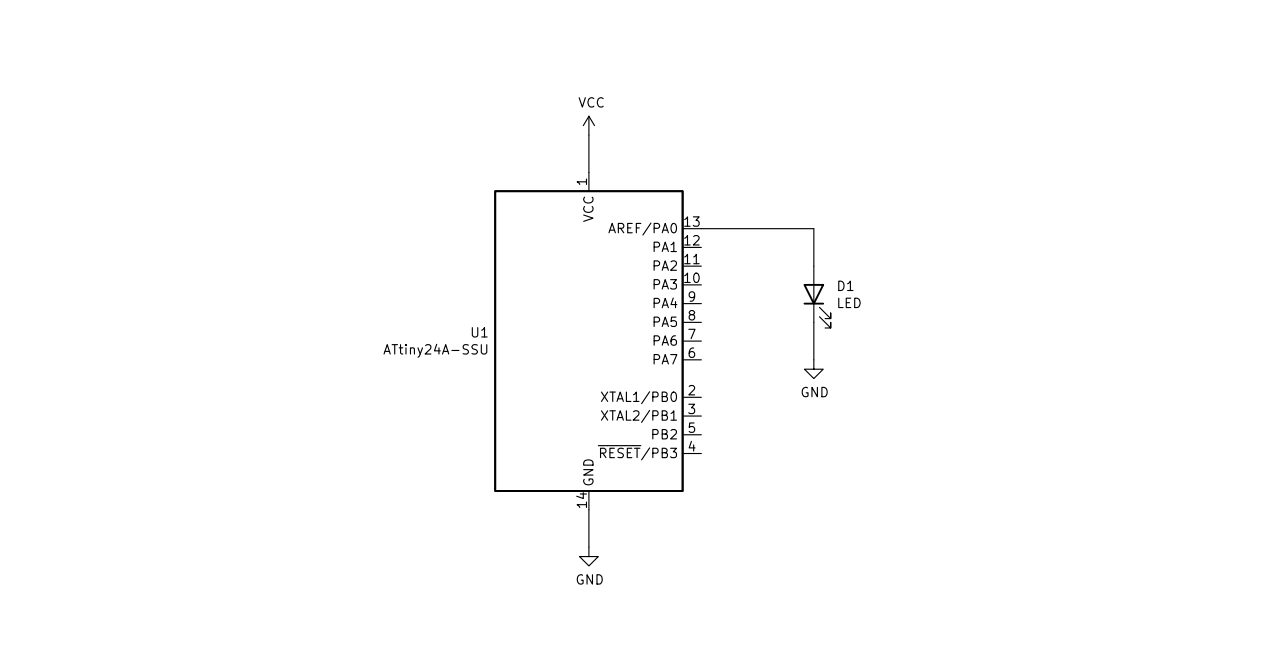 VCC
1
VCC
AREF/PA0 13
PA1 12
PA2 11
PA3 10
PA4 9
PA5 8
PA6 7
PA7 6
D1
LED
GND
U1
ATtiny24A-SSU
XTAL1/PB0 2
XTAL2/PB1 3
PB2 5
RESET/PB3 4
GND
14
GND